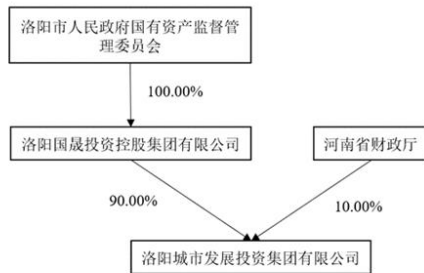 洛阳市人民政府国有资产监督管
理委员会
100.00%
洛阳国晟投资控股集团有限公司
河南省财政厅
90.00%
10.00%
洛阳城市发展投资集团有限公司